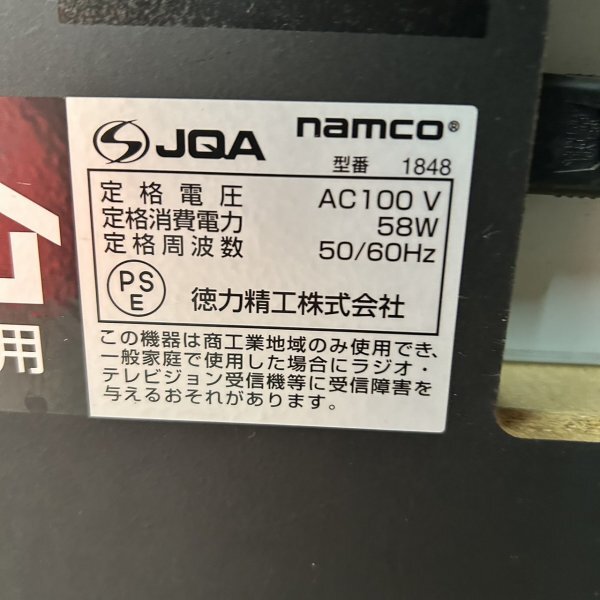 JQA namco®
型番 1848
定格電圧 AC100 V
定格消費電力 58W
定格周波数 50/60Hz
PS
E
徳力精工株式会社
この機器は商工業地域のみ使用でき、
一般家庭で使用した場合にラジオ・
テレビジョン受信機等に受信障害を
与えるおそれがあります。
用